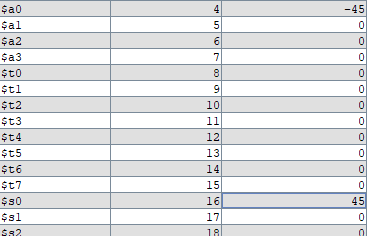 $a0 4 -45
$a1 5 0
$a2 6 0
$a3 7 0
$t0 8 0
$t1 9 0
$t2 10 0
$t3 11 0
$t4 12 0
$t5 13 0
$t6 14 0
$t7 15 0
$s0 16 45
$s1 17 0
$s2 18 0